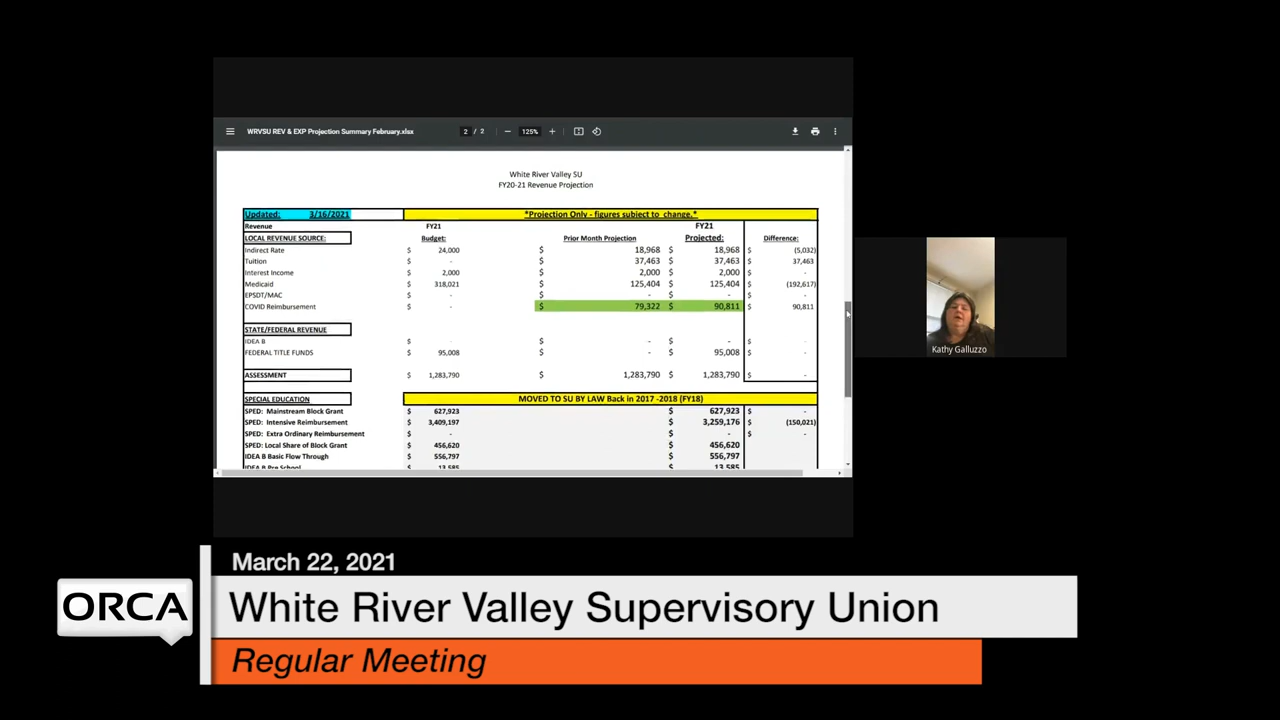 WRVSU REV & EXP Projection Summary February.xlsx 2 / 2 125%
White River Valley SU
FY20-21 Revenue Projection
Updated: 3/16/2021 *Projection Only - figures subject to change.*
Revenue FY21 FY21
LOCAL REVENUE SOURCE: Budget: Prior Month Projection Projected: Difference:
Indirect Rate $ 24,000 $ 18,968 $ 18,968 $ (5,032)
Tuition $ - $ 37,463 $ 37,463 $ 37,463
Interest Income $ 2,000 $ 2,000 $ 2,000 $ -
Medicaid $ 318,021 $ 125,404 $ 125,404 $ (192,617)
EPSDT/MAC $ - $ - $ - $ -
COVID Reimbursement $ - $ 79,322 $ 90,811 $ 90,811
STATE/FEDERAL REVENUE
IDEA B $ - $ - $ - $ -
FEDERAL TITLE FUNDS $ 95,008 $ - $ 95,008 $ -
ASSESSMENT $ 1,283,790 $ 1,283,790 $ 1,283,790 $ -
SPECIAL EDUCATION MOVED TO SU BY LAW Back in 2017 -2018 (FY18)
SPED: Mainstream Block Grant $ 627,923 $ 627,923 $ -
SPED: Intensive Reimbursement $ 3,409,197 $ 3,259,176 $ (150,021)
SPED: Extra Ordinary Reimbursement $ - $ - $ -
SPED: Local Share of Block Grant $ 456,620 $ 456,620
IDEA B Basic Flow Through $ 556,797 $ 556,797
IDEA B Pre School $ 13,585 $ 13,585
Kathy Galluzzo
March 22, 2021
ORCA
White River Valley Supervisory Union
Regular Meeting